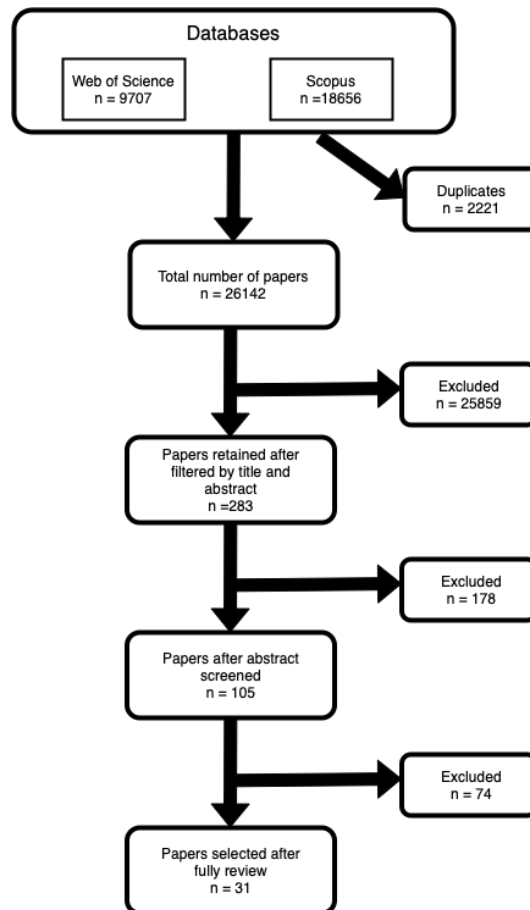 Databases
Web of Science
n = 9707
Scopus
n =18656
Duplicates
n = 2221
Total number of papers
n = 26142
Excluded
n = 25859
Papers retained after
filtered by title and
abstract
n =283
Excluded
n = 178
Papers after abstract
screened
n = 105
Excluded
n = 74
Papers selected after
fully review
n = 31